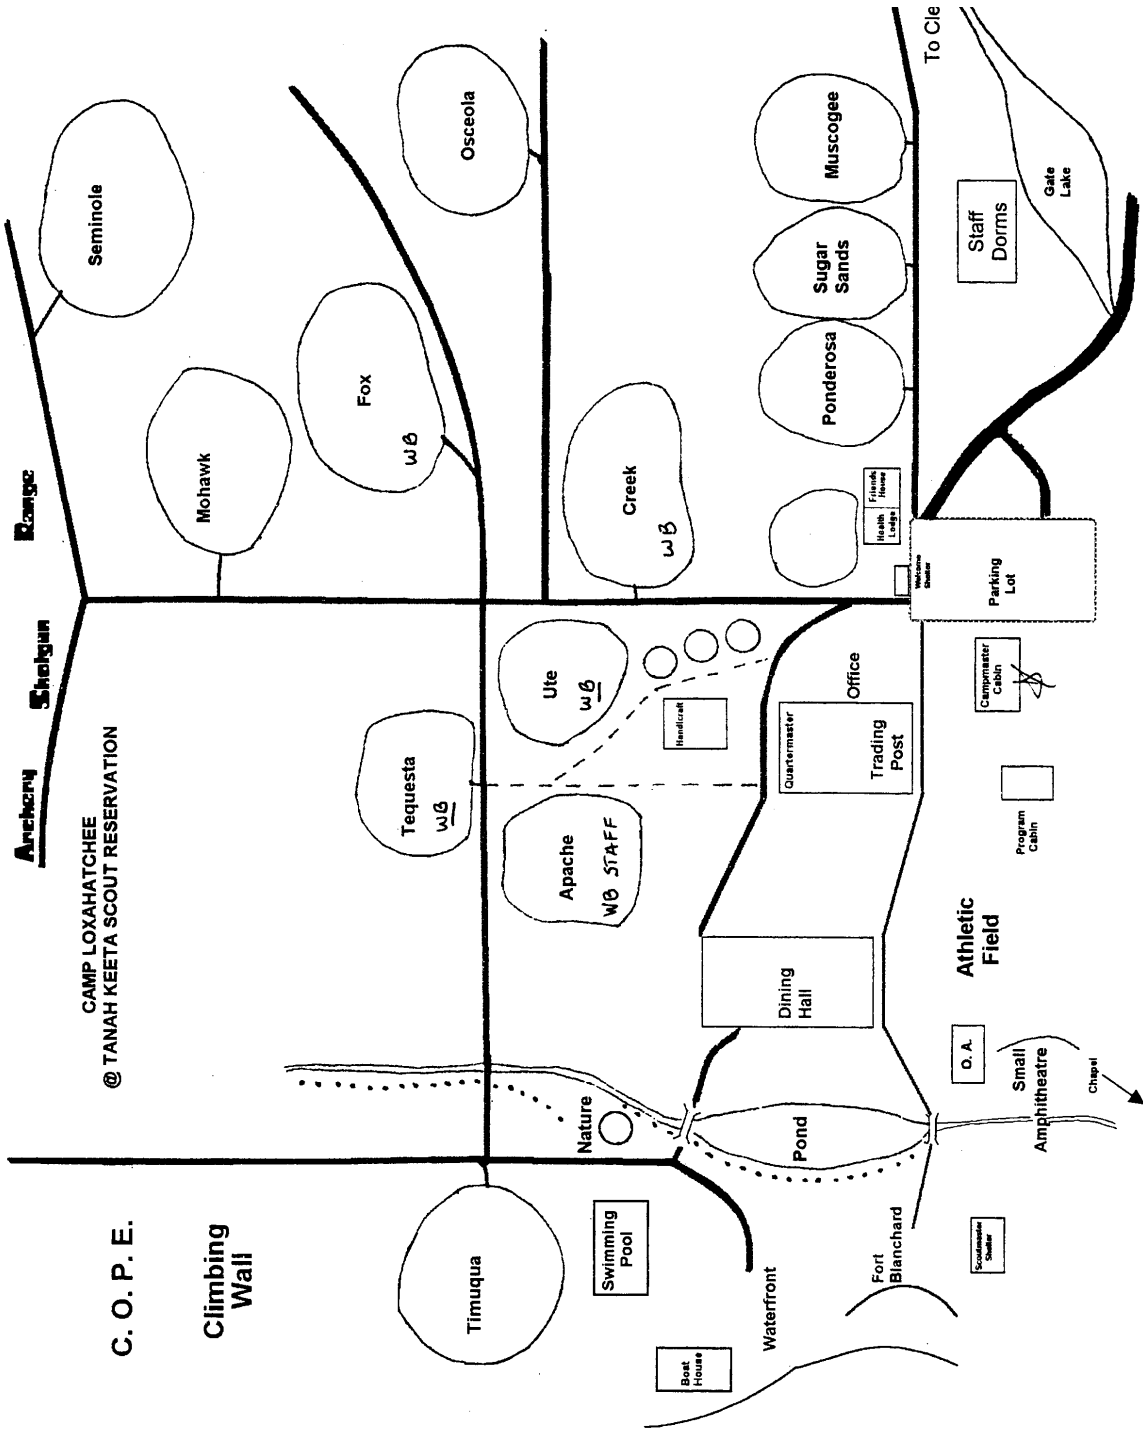 Archery Shotgun Range
CAMP LOXAHATCHEE
@ TANAH KEETA SCOUT RESERVATION
C. O. P. E.
Climbing
Wall
Seminole
Mohawk
Fox
WB
Osceola
Tequesta
WB
Timuqua
Ute
WB
Apache
WB STAFF
Creek
WB
Nature
Swimming
Pool
Handicraft
Boat
House
Waterfront
Pond
Dining
Hall
Quartermaster
Trading
Post
Office
Ponderosa
Sugar
Sands
Muscogee
Health
Lodge
Friends
House
Welcome
Shelter
Parking
Lot
To Cle
Staff
Dorms
Gate
Lake
Campmaster
Cabin
Program
Cabin
Athletic
Field
O. A.
Small
Amphitheatre
Chapel
Fort
Blanchard
Scoutmaster
Shelter